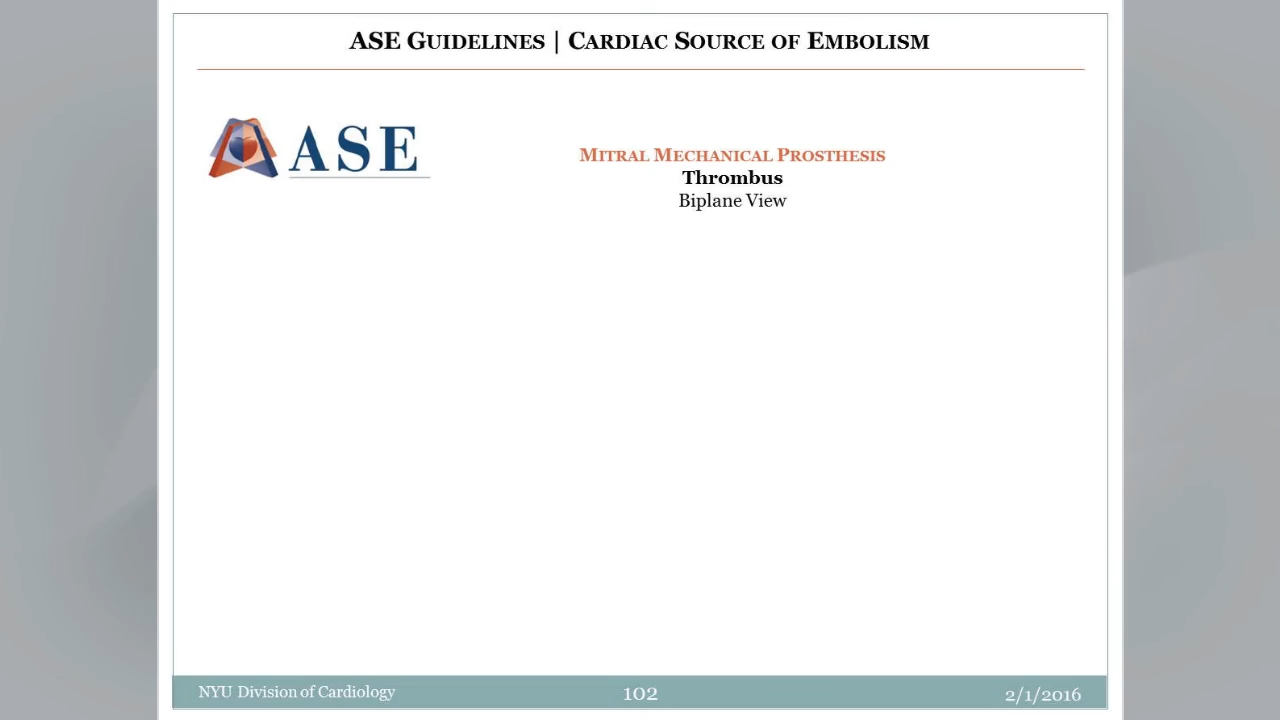 ASE GUIDELINES | CARDIAC SOURCE OF EMBOLISM
ASE
MITRAL MECHANICAL PROSTHESIS
Thrombus
Biplane View
NYU Division of Cardiology
102
2/1/2016